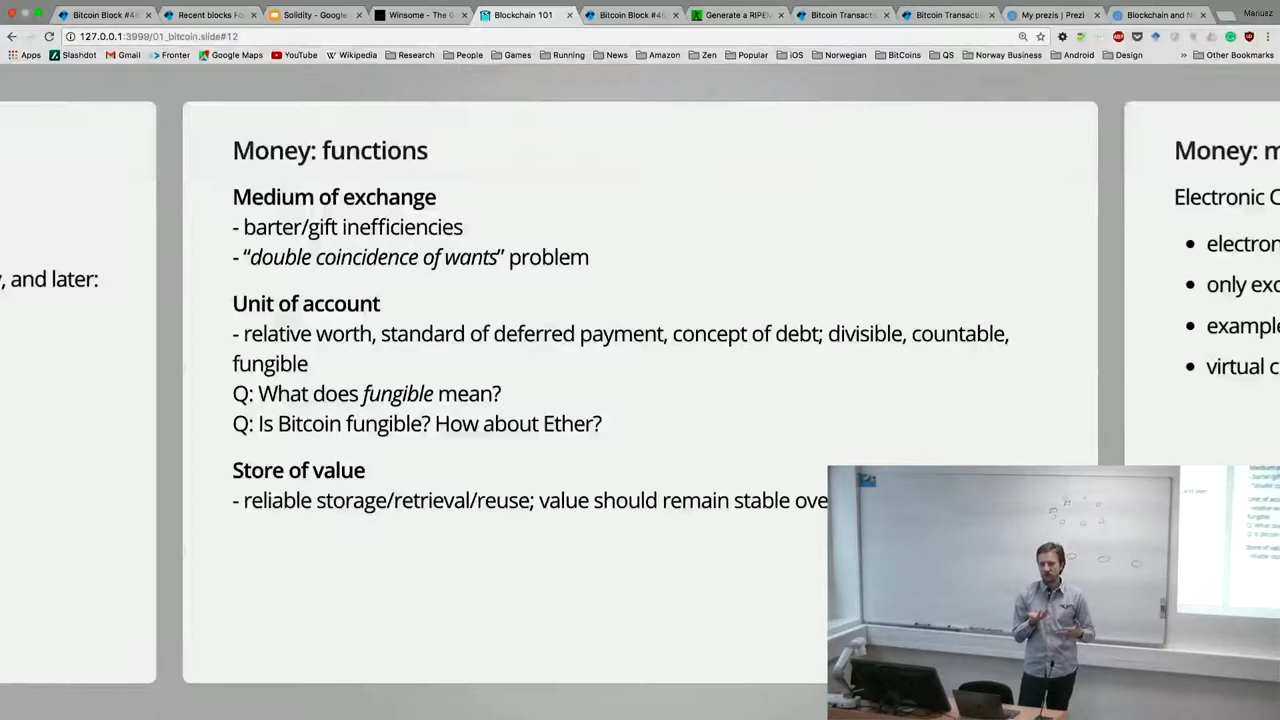 Bitcoin Block #46
Recent blocks Fo
Solidity - Google
Winsome - The G
Blockchain 101
Bitcoin Block #46
Generate a RIPEN
Bitcoin Transact
Bitcoin Transacti
My prezis | Prezi
Blockchain and N
Mariusz
127.0.0.1:3999/01_bitcoin.slide#12
Apps Slashdot Gmail Fronter Google Maps YouTube Wikipedia Research People Games Running News Amazon Zen Popular iOS Norwegian BitCoins QS Norway Business Android Design » Other Bookmarks
, and later:
Money: functions
Medium of exchange
- barter/gift inefficiencies
- “double coincidence of wants” problem
Unit of account
- relative worth, standard of deferred payment, concept of debt; divisible, countable,
fungible
Q: What does fungible mean?
Q: Is Bitcoin fungible? How about Ether?
Store of value
- reliable storage/retrieval/reuse; value should remain stable ove
Money: m
Electronic C
• electron
• only exc
• example
• virtual c